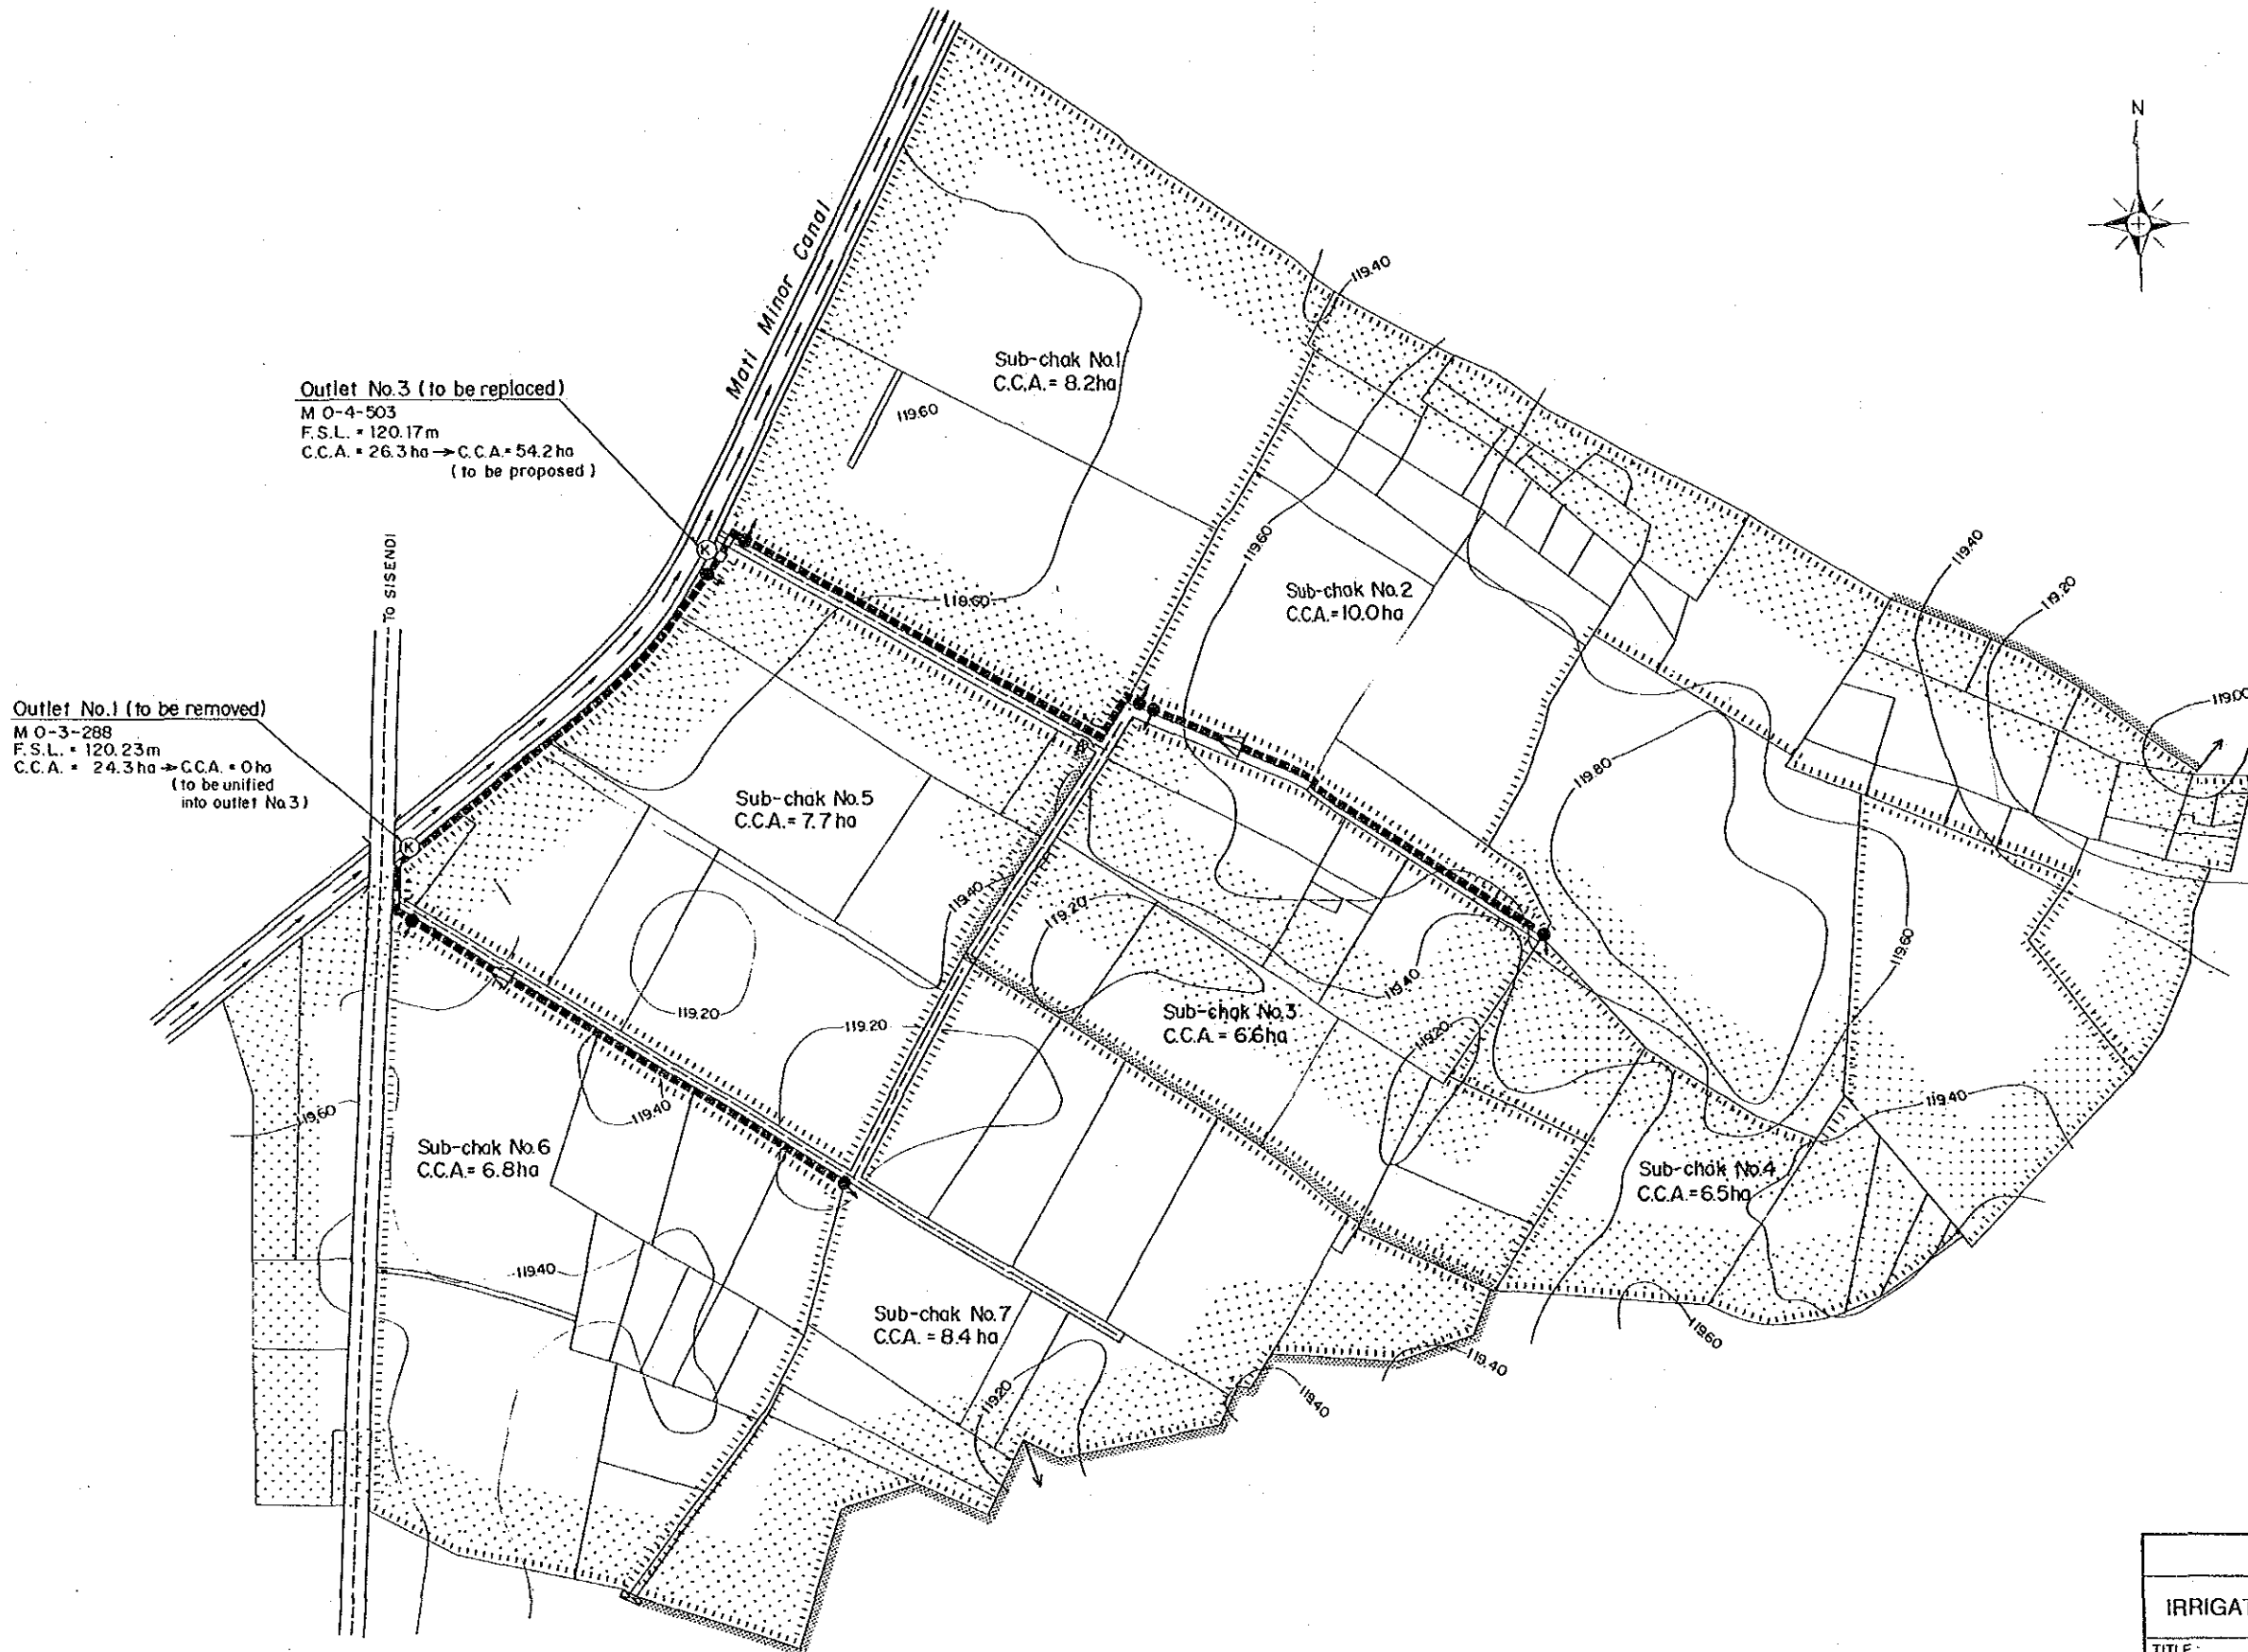 N
Mati Minor Canal
119.40
Sub-chak No.1
C.C.A. = 8.2ha
119.60
Outlet No.3 (to be replaced)
M 0-4-503
F.S.L. = 120.17m
C.C.A. = 26.3 ha → C.C.A. = 54.2 ha
(to be proposed)
TO SISENDI
119.60
119.60
Sub-chak No.2
C.C.A. = 10.0 ha
119.40
119.20
119.00
Outlet No.1 (to be removed)
M 0-3-288
F.S.L. = 120.23m
C.C.A. = 24.3 ha → C.C.A. = 0 ha
(to be unified
into outlet No.3)
119.80
Sub-chak No.5
C.C.A. = 7.7 ha
119.40
119.20
119.60
119.40
119.20
119.20
Sub-chak No.3
C.C.A. = 6.6ha
119.20
119.60
119.40
119.40
Sub-chak No.6
C.C.A. = 6.8ha
Sub-chak No.4
C.C.A. = 6.5ha
119.40
Sub-chak No.7
C.C.A. = 8.4 ha
119.60
119.40
119.20
119.40
IRRIGAT
TITLE: